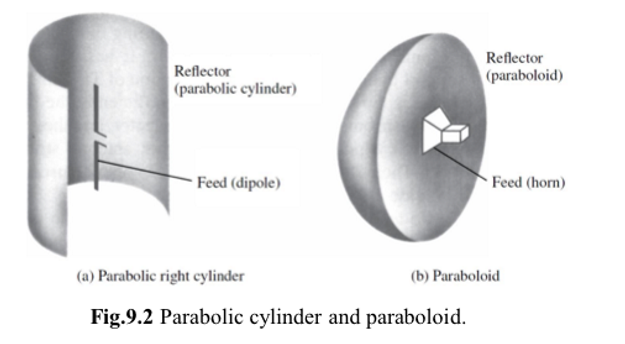 Reflector
(parabolic cylinder)
Feed (dipole)
(a) Parabolic right cylinder
Reflector
(paraboloid)
Feed (horn)
(b) Paraboloid
Fig.9.2 Parabolic cylinder and paraboloid.